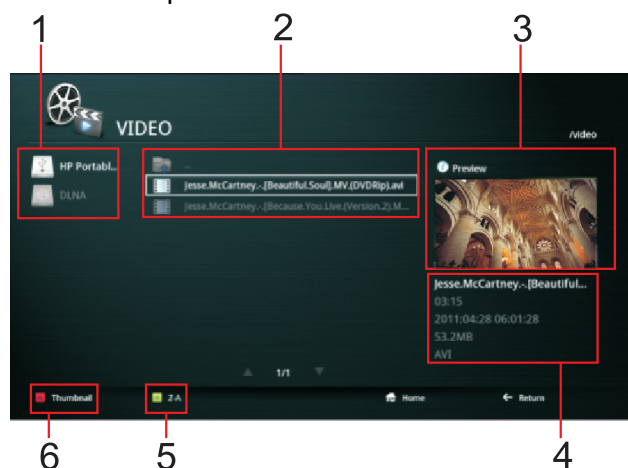 1 2 3
VIDEO
/video
HP Portabl...
DLNA
..
Jesse.McCartney.-.[Beautiful.Soul].MV.(DVDRip).avi
Jesse.McCartney.-.[Because.You.Live.(Version.2).M...
Preview
Jesse.McCartney.-.[Beautiful...
03:15
2011:04:28 06:01:28
53.2MB
AVI
1/1
Thumbnail Z-A Home Return
6 5 4